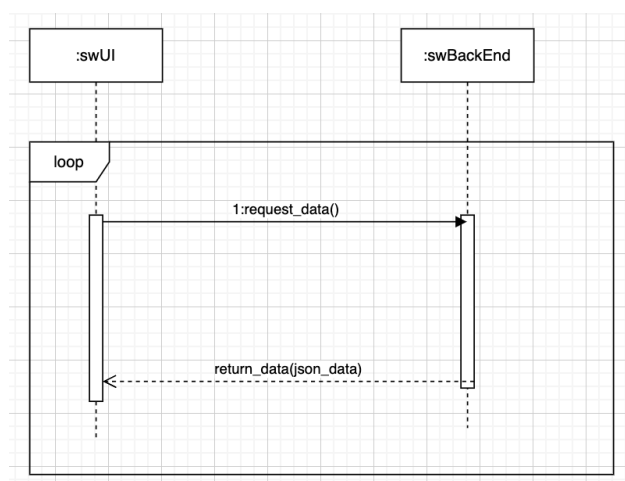 :swUI
:swBackEnd
loop
1:request_data()
return_data(json_data)